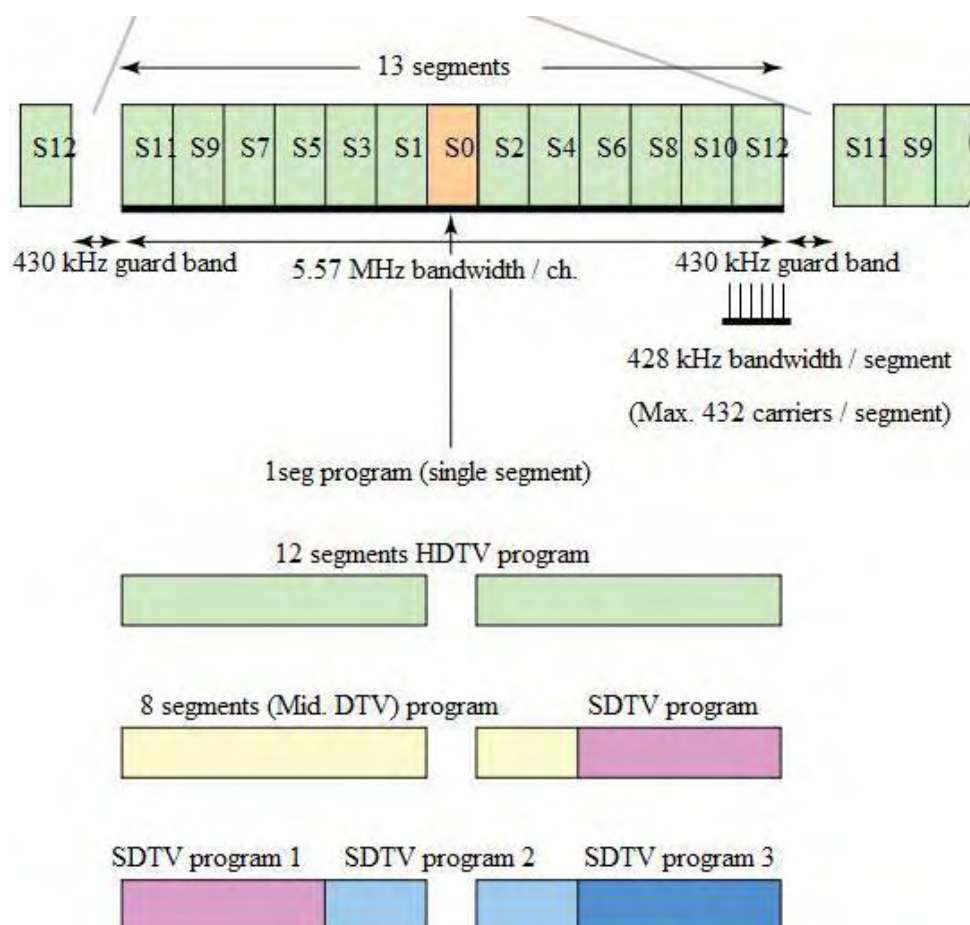 13 segments
S12 S11 S9 S7 S5 S3 S1 S0 S2 S4 S6 S8 S10 S12 S11 S9
430 kHz guard band 5.57 MHz bandwidth / ch. 430 kHz guard band
428 kHz bandwidth / segment
(Max. 432 carriers / segment)
1seg program (single segment)
12 segments HDTV program
8 segments (Mid. DTV) program SDTV program
SDTV program 1 SDTV program 2 SDTV program 3